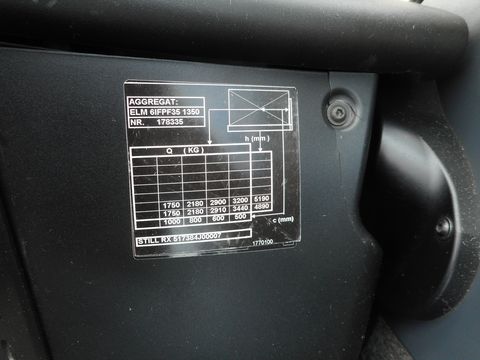 AGGREGAT:
ELM 6IFPF35 1350
NR. 178335
h (mm)
Q (KG)
1750 2180 2900 3200 5190
1750 2180 2910 3440 4890
1000 800 600 500 c (mm)
STILL RX 517384J00007
1770100